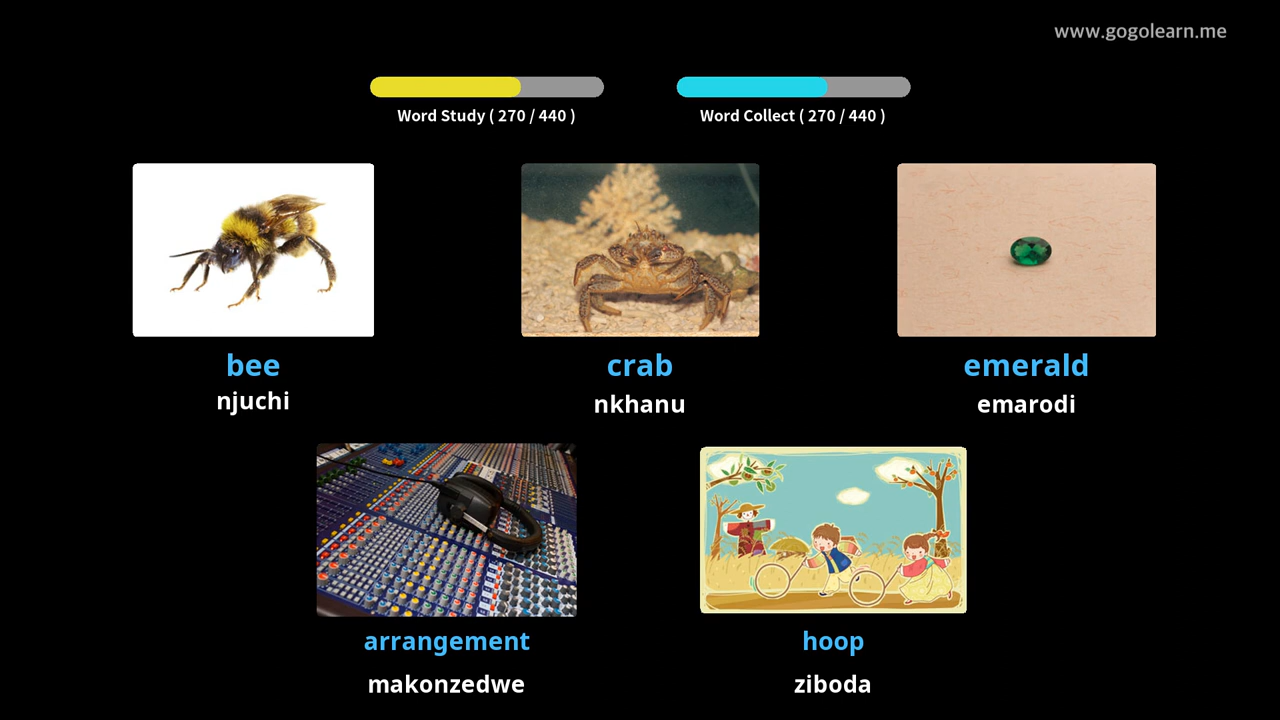 www.gogolearn.me
Word Study ( 270 / 440 )
Word Collect ( 270 / 440 )
bee
njuchi
crab
nkhanu
emerald
emarodi
arrangement
makonzedwe
hoop
ziboda